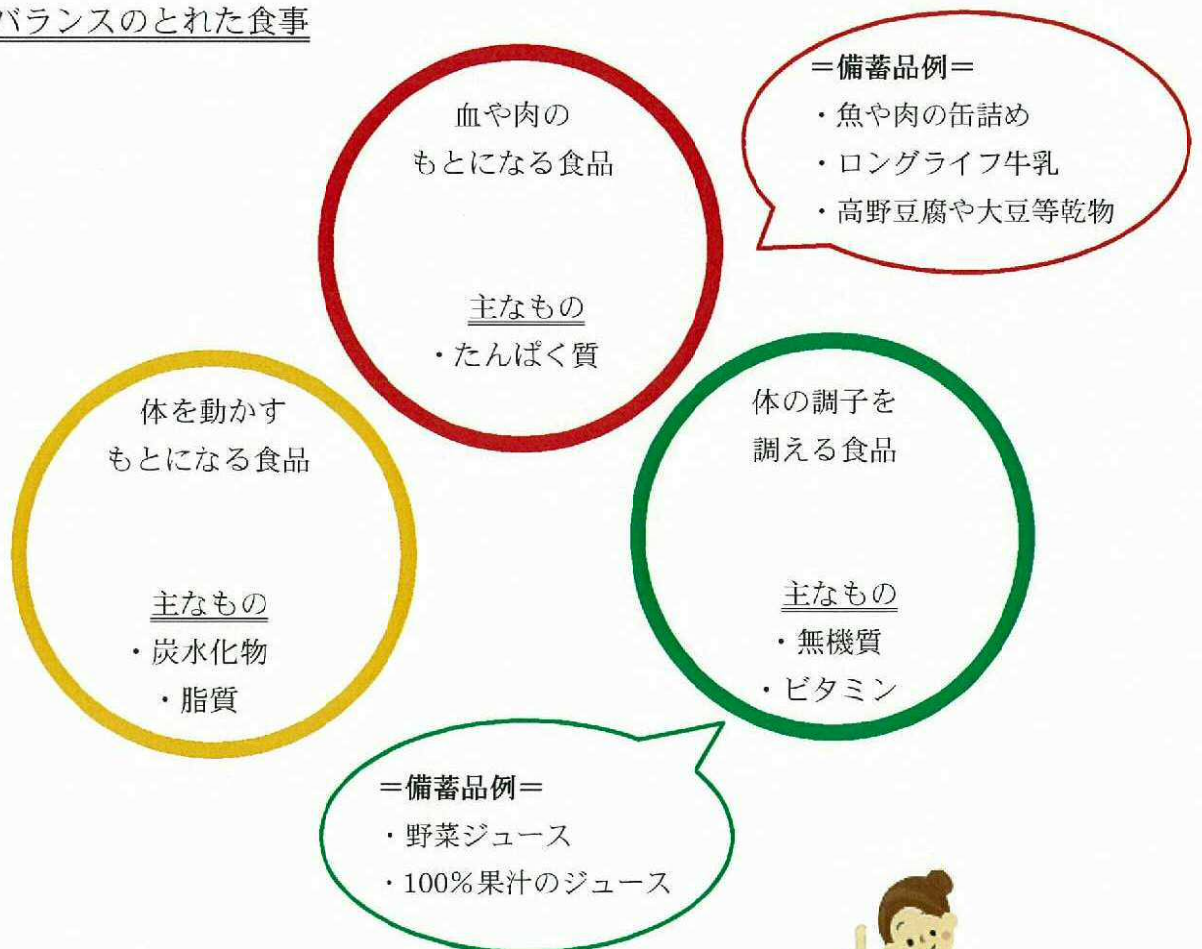 バランスのとれた食事
血や肉の
もとになる食品
主なもの
・たんぱく質
＝備蓄品例＝
・魚や肉の缶詰め
・ロングライフ牛乳
・高野豆腐や大豆等乾物
体を動かす
もとになる食品
主なもの
・炭水化物
・脂質
体の調子を
調える食品
主なもの
・無機質
・ビタミン
＝備蓄品例＝
・野菜ジュース
・100％果汁のジュース